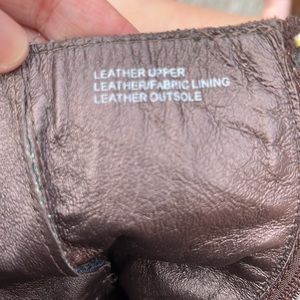 LEATHER UPPER
LEATHER/FABRIC LINING
LEATHER OUTSOLE